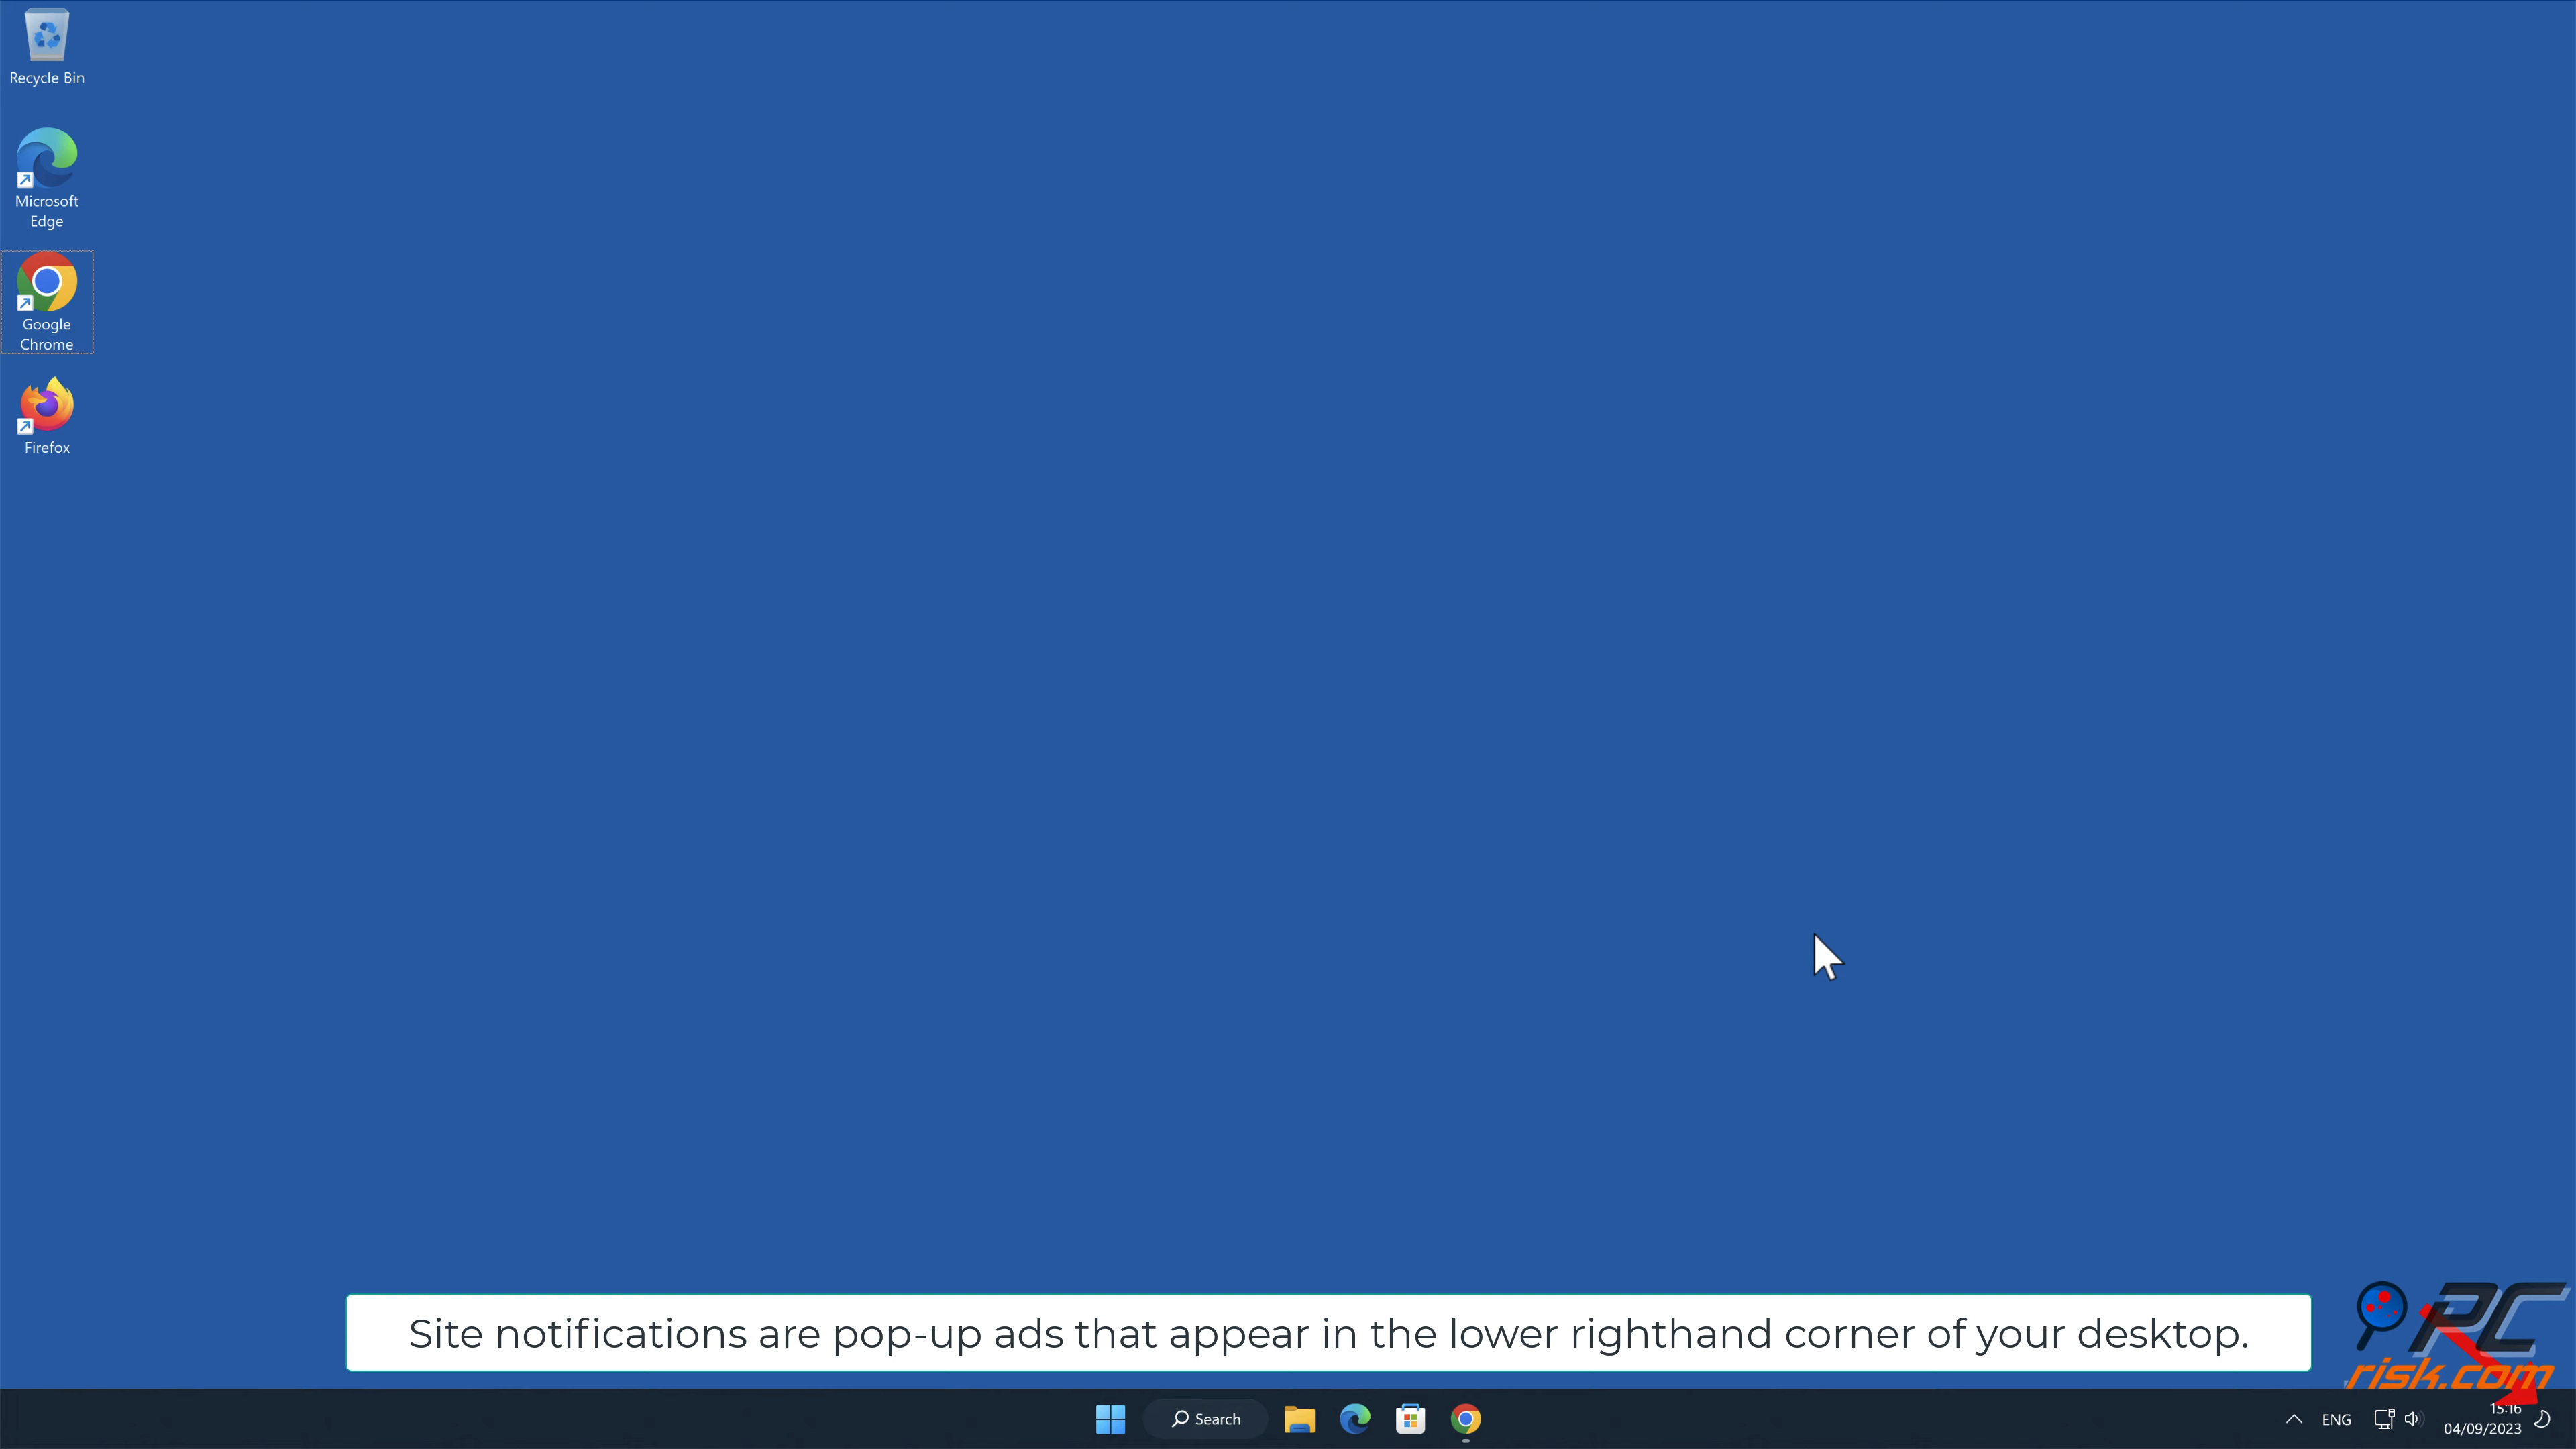 Recycle Bin
Microsoft
Edge
Google
Chrome
Firefox
Site notifications are pop-up ads that appear in the lower righthand corner of your desktop.
PC
risk.com
Search
ENG
15:16
04/09/2023